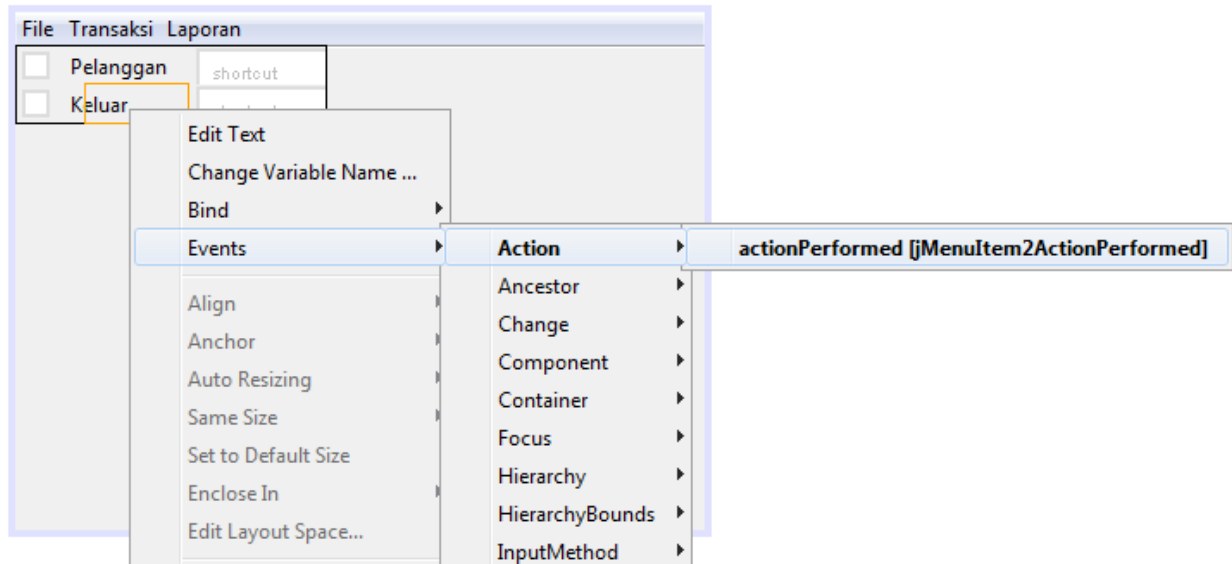 File Transaksi Laporan
Pelanggan shortcut
Keluar
Edit Text
Change Variable Name ...
Bind
Events
Align
Anchor
Auto Resizing
Same Size
Set to Default Size
Enclose In
Edit Layout Space...
Action
Ancestor
Change
Component
Container
Focus
Hierarchy
HierarchyBounds
InputMethod
actionPerformed [jMenuItem2ActionPerformed]